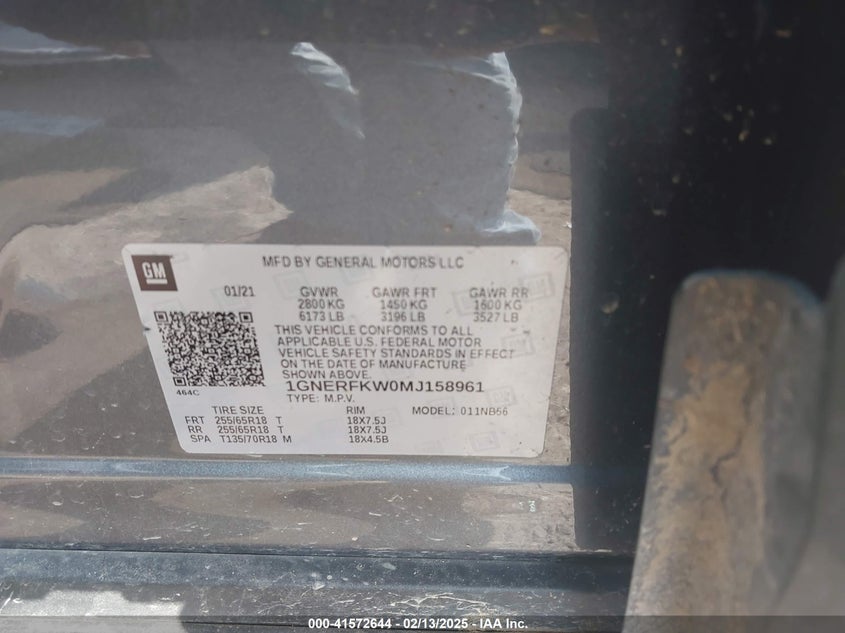 GM
MFD BY GENERAL MOTORS LLC
01/21 GVWR GAWR FRT GAWR RR
2800 KG 1450 KG 1600 KG
6173 LB 3196 LB 3527 LB
THIS VEHICLE CONFORMS TO ALL
APPLICABLE U.S. FEDERAL MOTOR
VEHICLE SAFETY STANDARDS IN EFFECT
ON THE DATE OF MANUFACTURE
SHOWN ABOVE.
464C
1GNERFKW0MJ158961
TYPE: M.P.V.
TIRE SIZE RIM MODEL: 011NB56
FRT 255/65R18 T 18X7.5J
RR 255/65R18 T 18X7.5J
SPA T135/70R18 M 18X4.5B
000-41572644 - 02/13/2025 - IAA Inc.